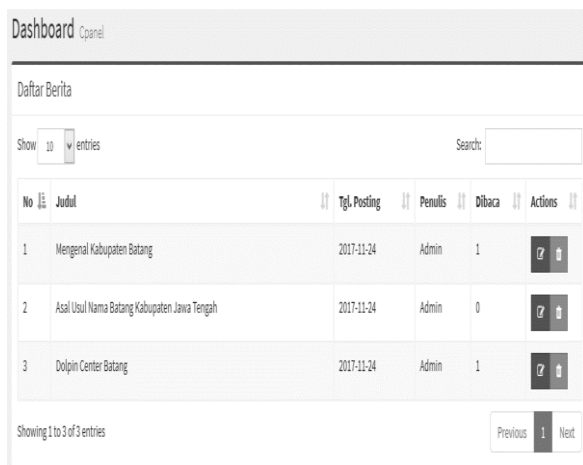 Dashboard Cpanel
Daftar Berita
Show 10 entries Search:
No Judul Tgl. Posting Penulis Dibaca Actions
1 Mengenal Kabupaten Batang 2017-11-24 Admin 1
2 Asal Usul Nama Batang Kabupaten Jawa Tengah 2017-11-24 Admin 0
3 Dolpin Center Batang 2017-11-24 Admin 1
Showing 1 to 3 of 3 entries Previous 1 Next